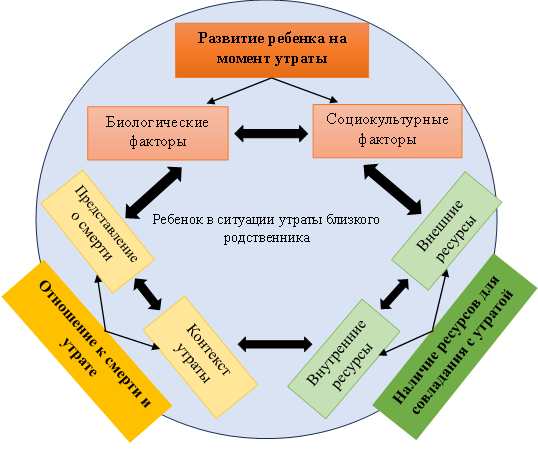 Развитие ребенка на
момент утраты
Биологические
факторы
Социокультурные
факторы
Представление
о смерти
Ребенок в ситуации утраты близкого
родственника
Внешние
ресурсы
Отношение к смерти и
утрате
Контекст
утраты
Внутренние
ресурсы
Наличие ресурсов для
совладания с утратой